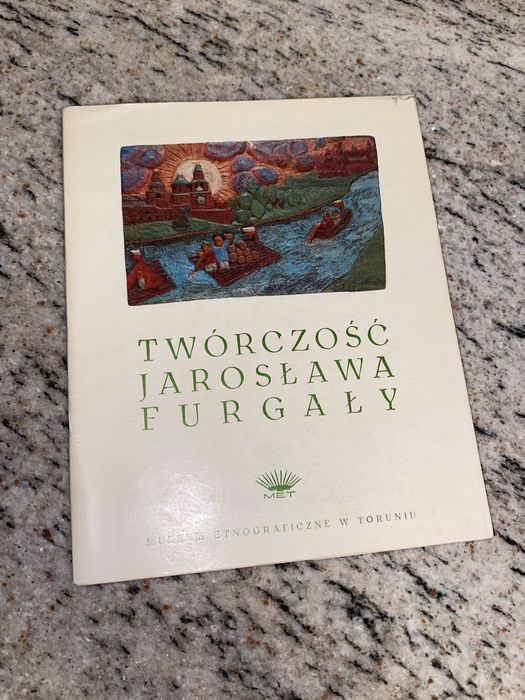 TWÓRCZOŚĆ
JAROSŁAWA
FURGAŁY
MET
MUZEUM ETNOGRAFICZNE W TORUNIU